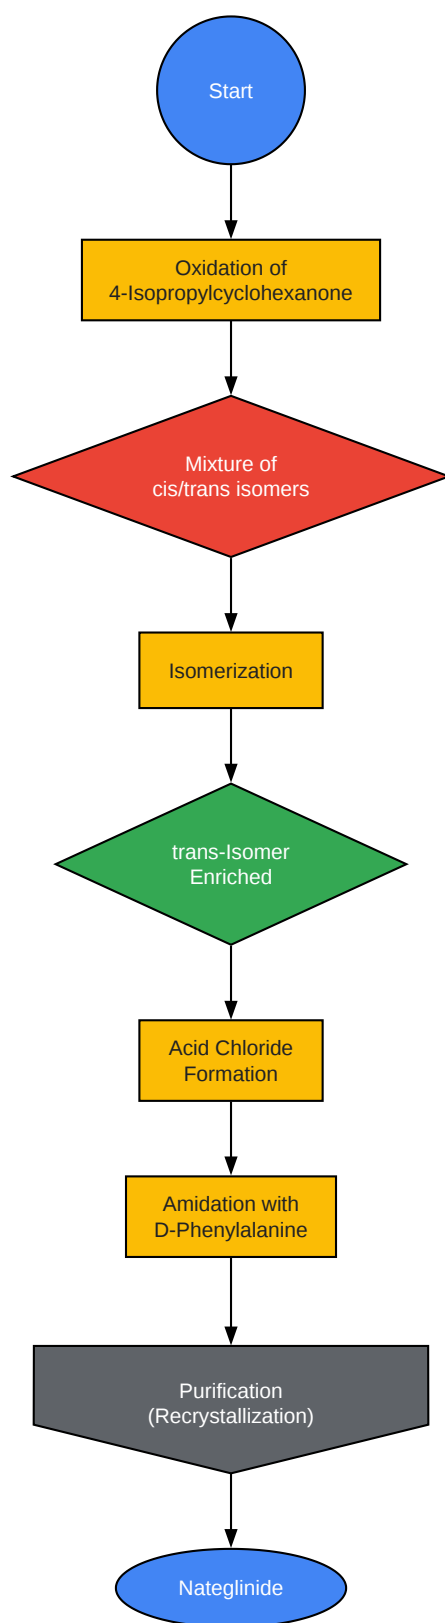 Start
Oxidation of
4-Isopropylcyclohexanone
Mixture of
cis/trans isomers
Isomerization
trans-Isomer
Enriched
Acid Chloride
Formation
Amidation with
D-Phenylalanine
Purification
(Recrystallization)
Nateglinide